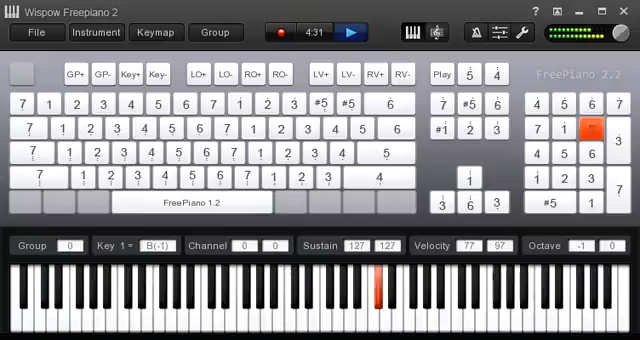 Wispow Freepiano 2
File Instrument Keymap Group 4:31
GP+ GP- Key+ Key- LO+ LO- RO+ RO- LV+ LV- RV+ RV- Play 5 4 FreePiano 2.2
7 1 2 3 4 5 6 7 1 2 3 #5 #5 6 7 #5 6 4 5 6 7
7 1 2 3 4 5 6 7 1 2 3 4 5 6 #1 2 3 7 1 3
7 1 2 3 4 5 6 7 1 2 3 4 5 4 5 6
7 1 2 3 4 5 6 7 1 2 3 4 1 1 2 3 7
FreePiano 1.2 3 6 3 #5 1
Group 0 Key 1 = B(-1) Channel 0 0 Sustain 127 127 Velocity 77 97 Octave -1 0